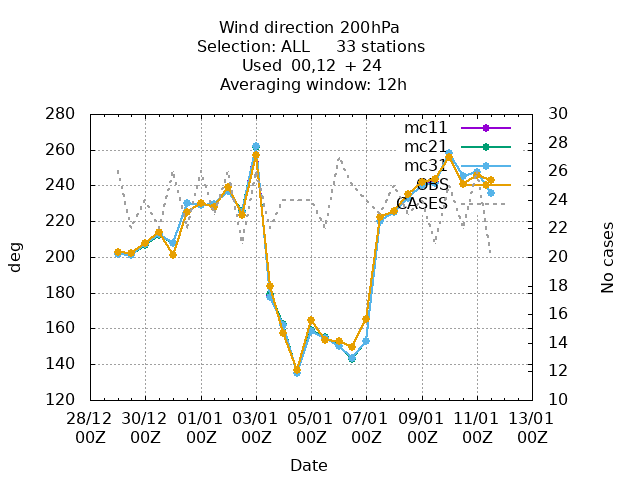 Wind direction 200hPa
Selection: ALL 33 stations
Used 00,12 + 24
Averaging window: 12h
280 30
mc11
28
260 mc21 26
mc31
240 OBS
CASES 24
220 22
deg 200 20 No cases
180 18
16
160
14
140 12
120 10
28/12 30/12 01/01 03/01 05/01 07/01 09/01 11/01 13/01
00Z 00Z 00Z 00Z 00Z 00Z 00Z 00Z 00Z
Date